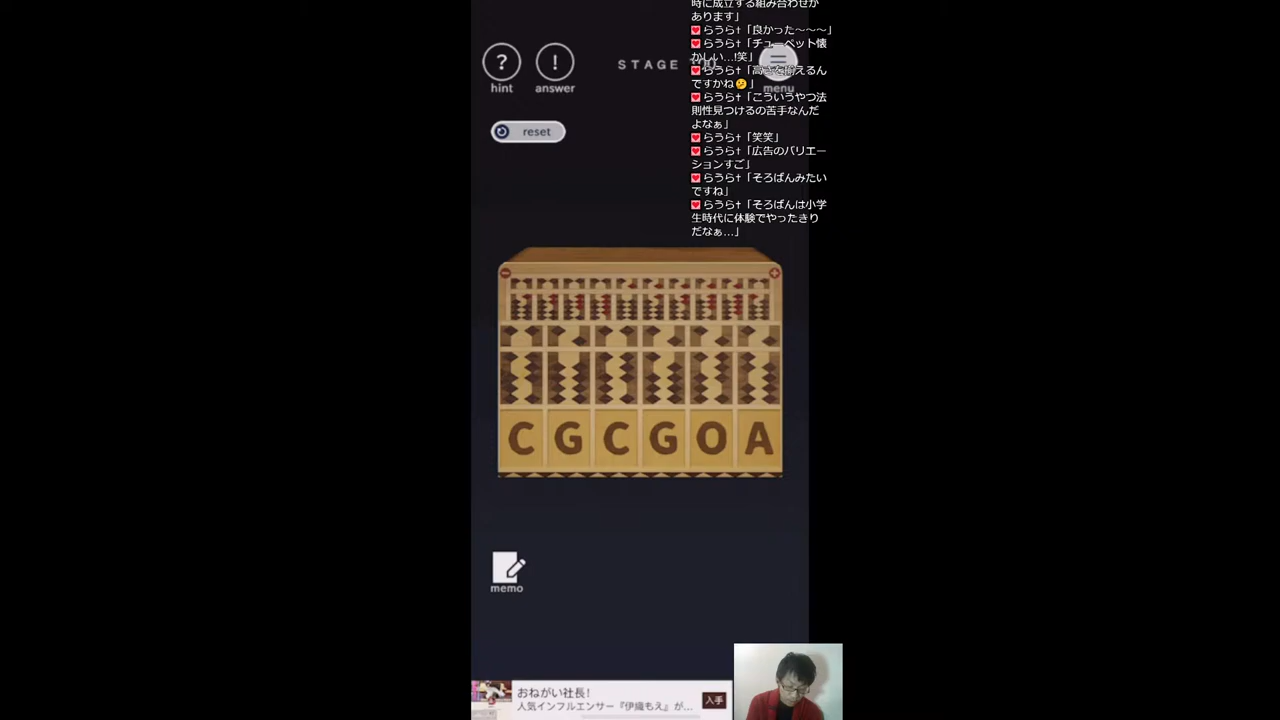 時に成立する組み合わせが
あります」
らうら†「良かった～～～」
らうら†「チューペット懐
かしい…!笑」
らうら†「高さを揃えるん
ですかね🫤」
らうら†「こういうやつ法
則性見つけるの苦手なんだ
よなぁ」
らうら†「笑笑」
らうら†「広告のバリエー
ションすご」
らうら†「そろばんみたい
ですね」
らうら†「そろばんは小学
生時代に体験でやったきり
だなぁ…」
? ! STAGE
hint answer menu
reset
C G C G O A
memo
おねがい社長!
人気インフルエンサー『伊織もえ』が...
入手